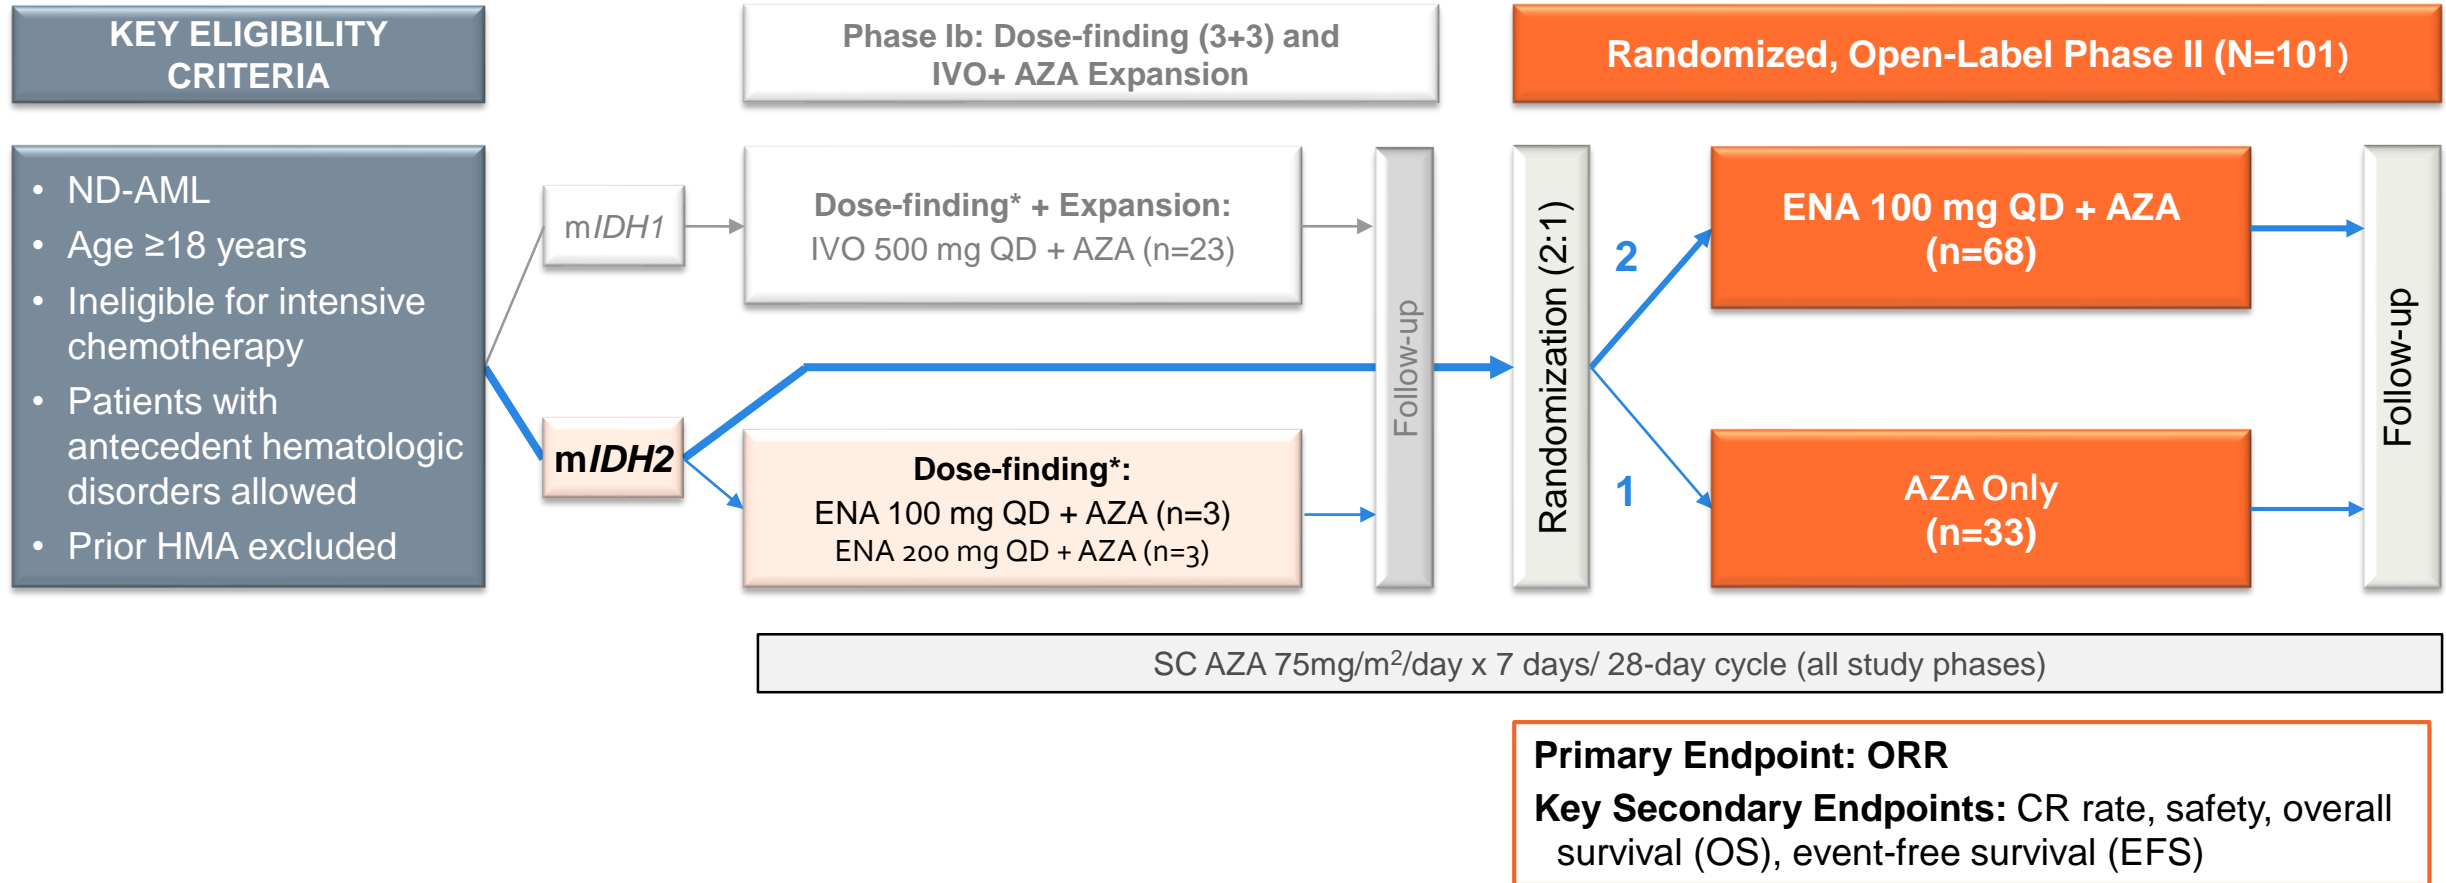 KEY ELIGIBILITY
CRITERIA
Phase Ib: Dose-finding (3+3) and
IVO+ AZA Expansion
Randomized, Open-Label Phase II (N=101)
• ND-AML
• Age ≥18 years
• Ineligible for intensive
chemotherapy
• Patients with
antecedent hematologic
disorders allowed
• Prior HMA excluded
mIDH1
Dose-finding* + Expansion:
IVO 500 mg QD + AZA (n=23)
mIDH2
Dose-finding*:
ENA 100 mg QD + AZA (n=3)
ENA 200 mg QD + AZA (n=3)
Follow-up
Randomization (2:1)
2
1
ENA 100 mg QD + AZA
(n=68)
AZA Only
(n=33)
Follow-up
SC AZA 75mg/m²/day x 7 days/ 28-day cycle (all study phases)
Primary Endpoint: ORR
Key Secondary Endpoints: CR rate, safety, overall
survival (OS), event-free survival (EFS)